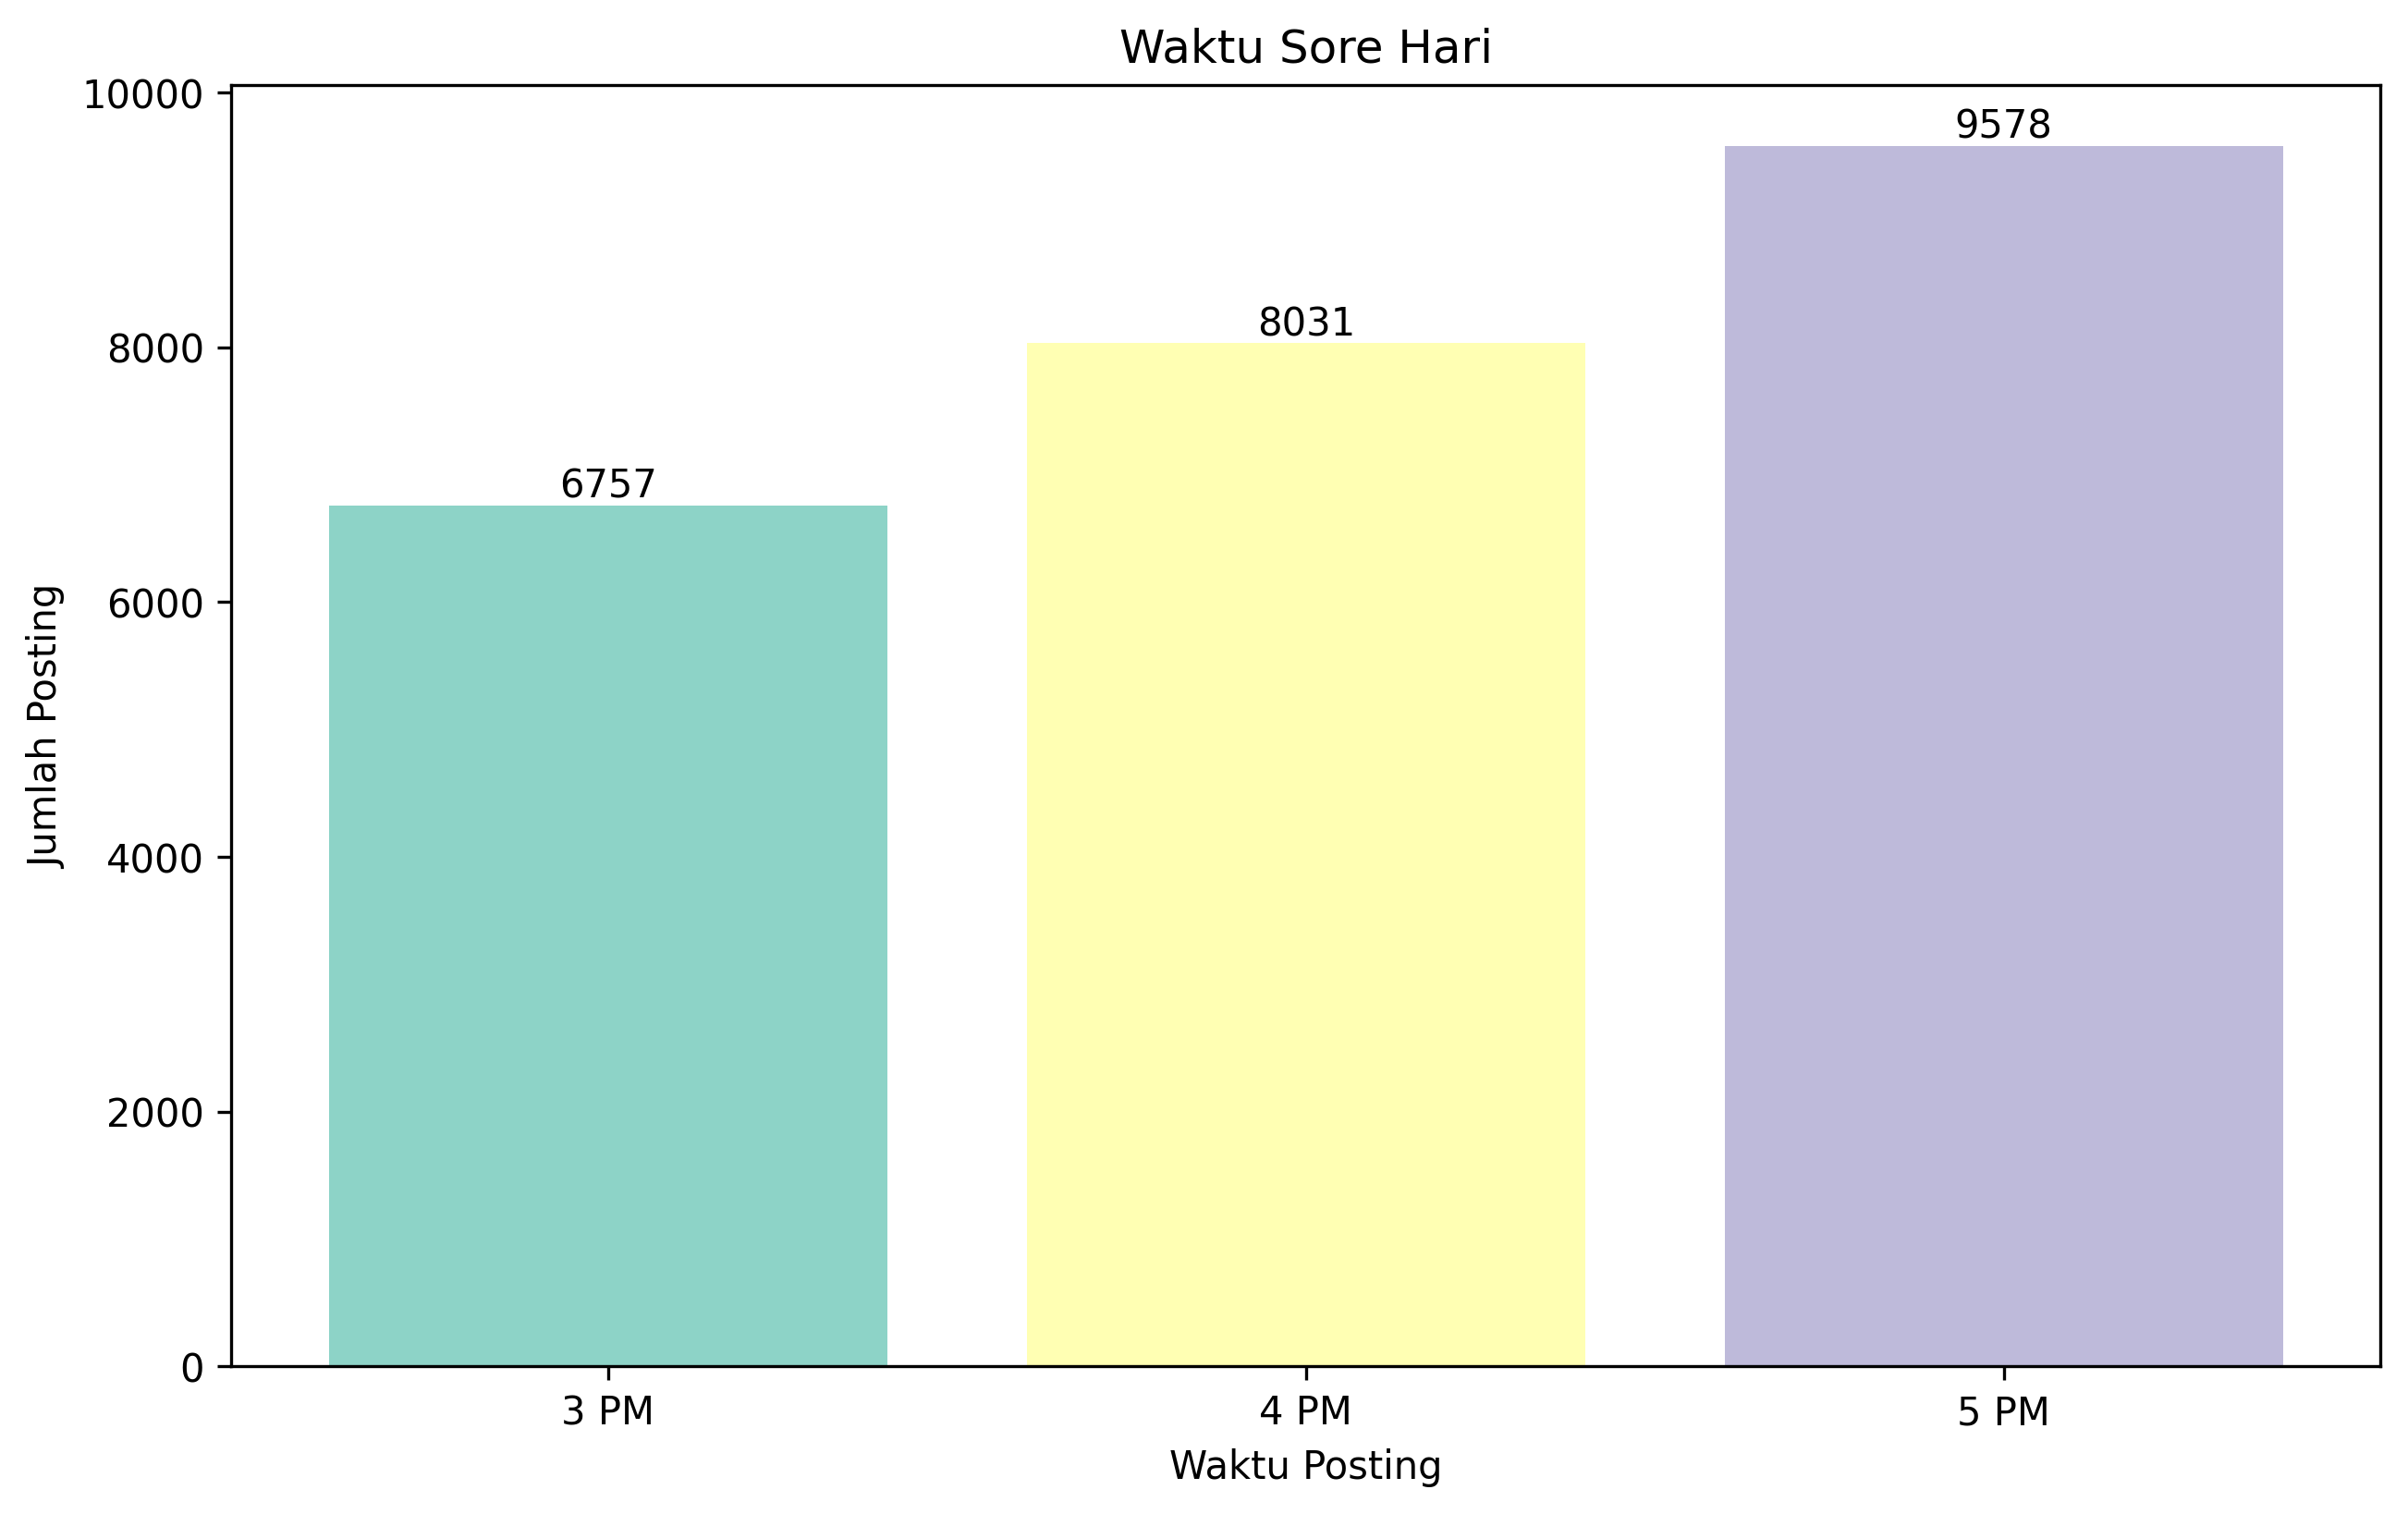 Waktu Sore Hari
10000
8000
6000
4000
2000
0
Jumlah Posting
6757
8031
9578
3 PM
4 PM
5 PM
Waktu Posting